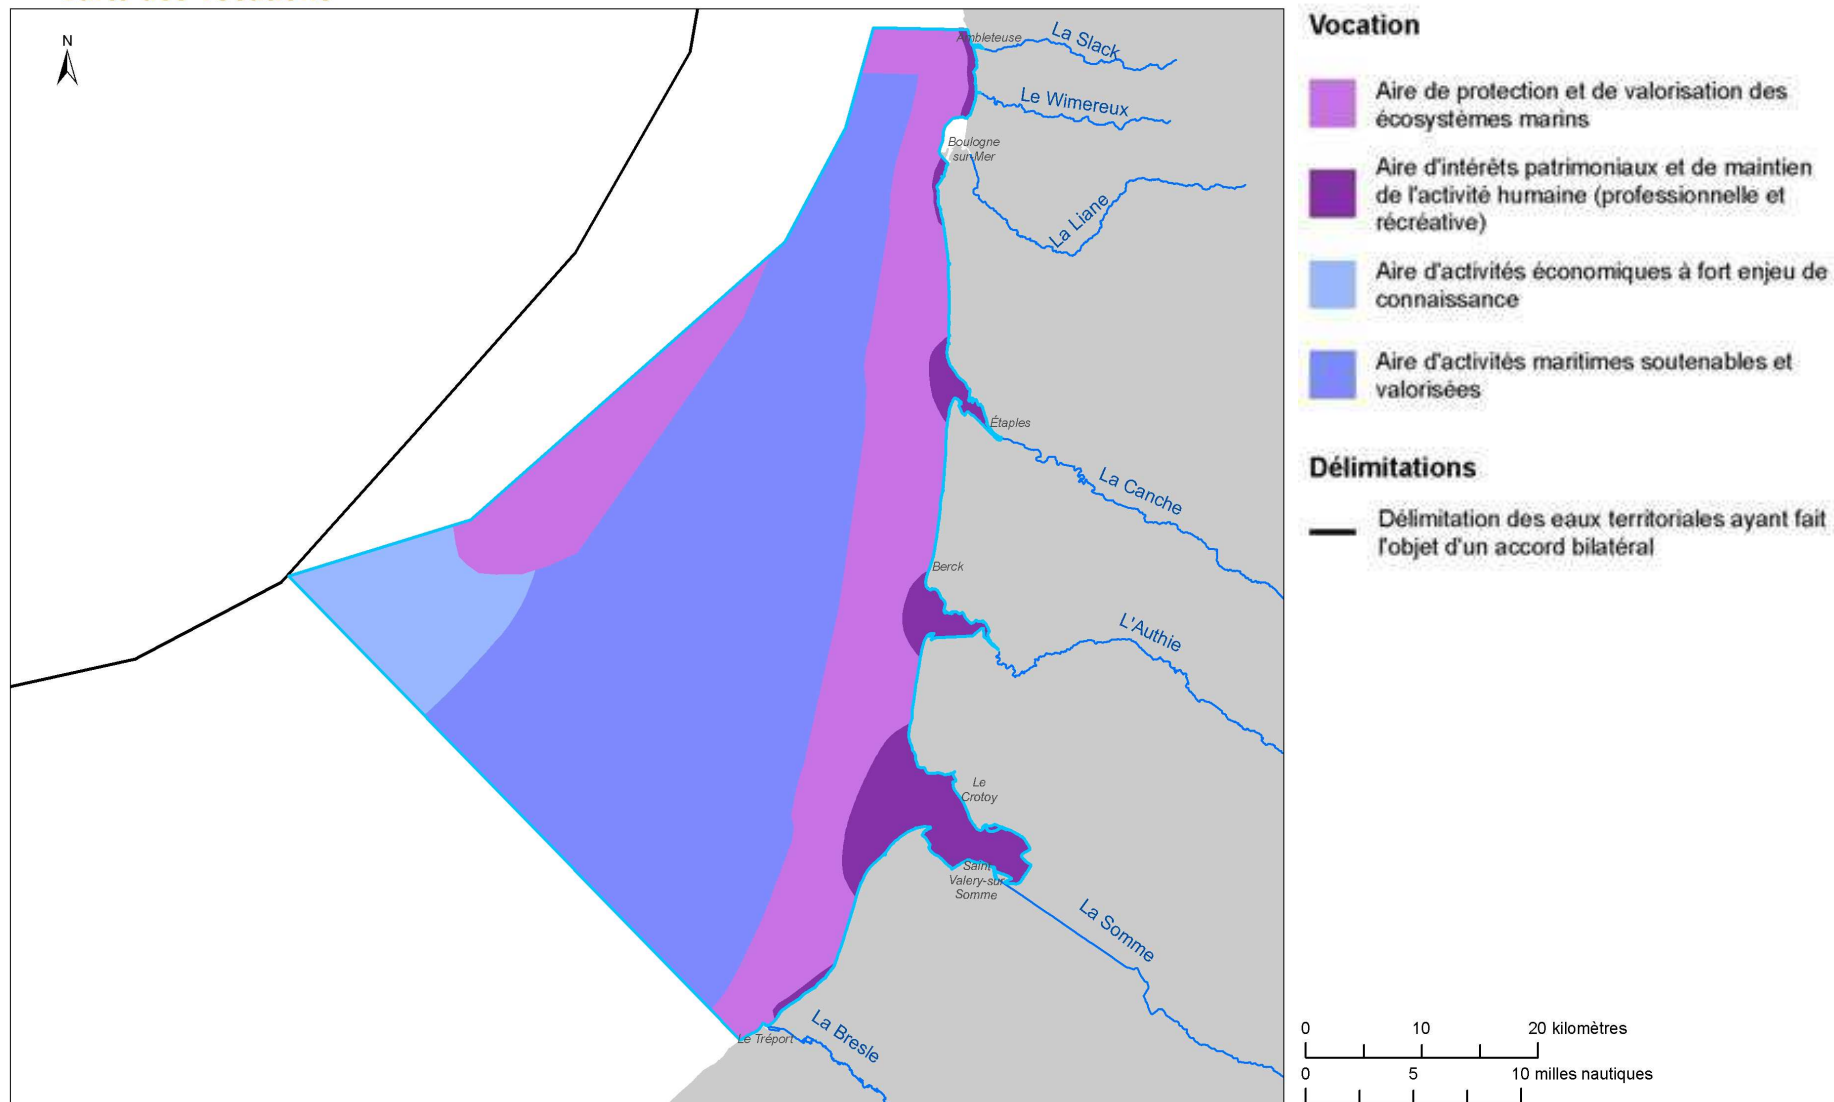 N
Ambleteuse
La Slack
Le Wimereux
Boulogne
sur-Mer
La Liane
Étaples
La Canche
Berck
L'Authie
Le
Crotoy
Saint
Valery-sur
Somme
La Somme
Le Tréport
La Bresle
Vocation
Aire de protection et de valorisation des
écosystèmes marins
Aire d'intérêts patrimoniaux et de maintien
de l'activité humaine (professionnelle et
récréative)
Aire d'activités économiques à fort enjeu de
connaissance
Aire d'activités maritimes soutenables et
valorisées
Délimitations
Délimitation des eaux territoriales ayant fait
l'objet d'un accord bilatéral
0 10 20 kilomètres
0 5 10 milles nautiques